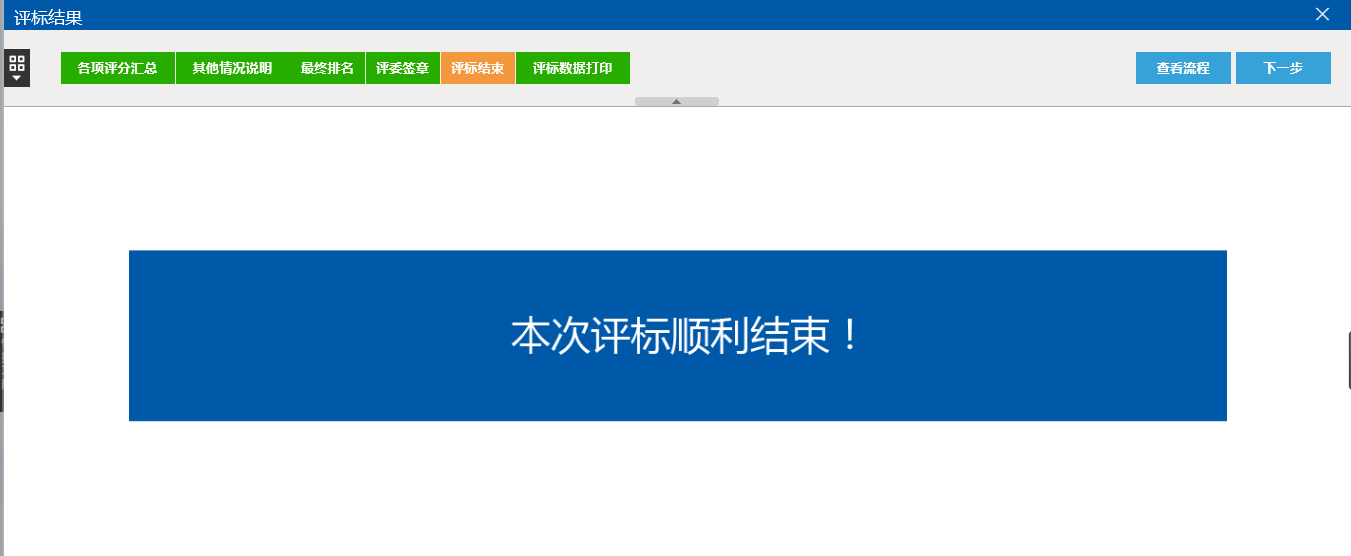 评标结果
各项评分汇总 其他情况说明 最终排名 评委签章 评标结束 评标数据打印 查看流程 下一步
本次评标顺利结束！